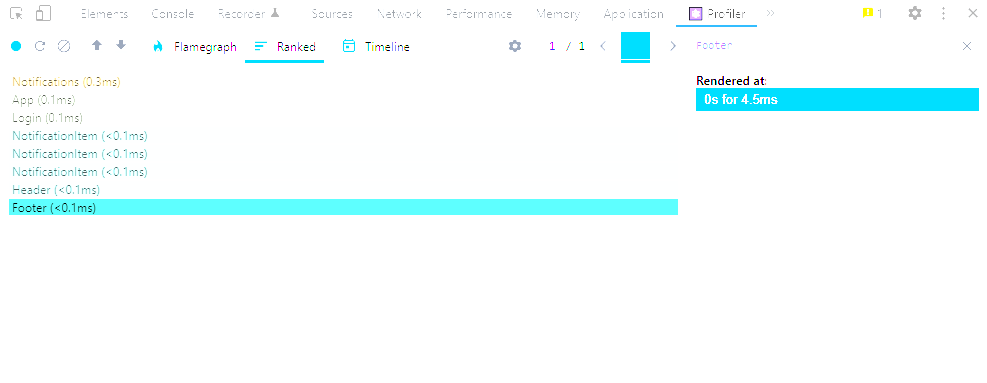 Elements Console Recorder Sources Network Performance Memory Application Profiler » 1
Flamegraph Ranked Timeline 1 / 1 Footer
Rendered at:
0s for 4.5ms
Notifications (0.3ms)
App (0.1ms)
Login (0.1ms)
NotificationItem (<0.1ms)
NotificationItem (<0.1ms)
NotificationItem (<0.1ms)
Header (<0.1ms)
Footer (<0.1ms)